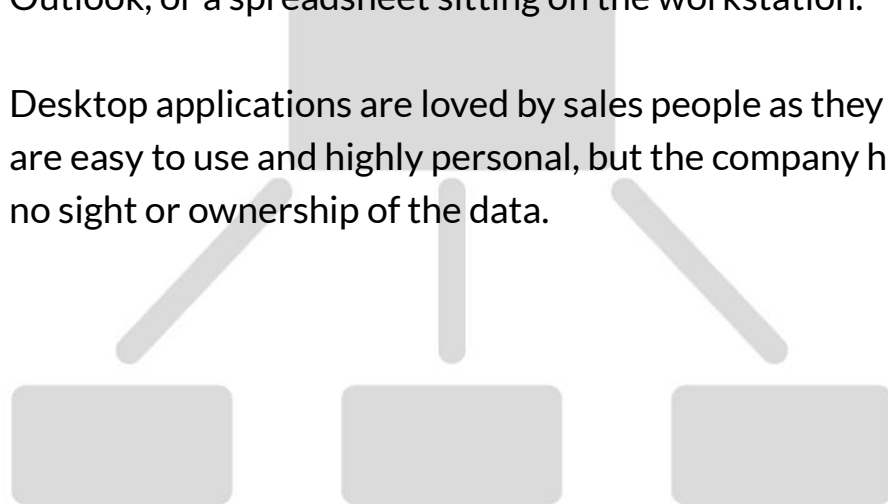 Outlook, or a spreadsheet sitting on the workstation.
Desktop applications are loved by sales people as they
are easy to use and highly personal, but the company h
no sight or ownership of the data.